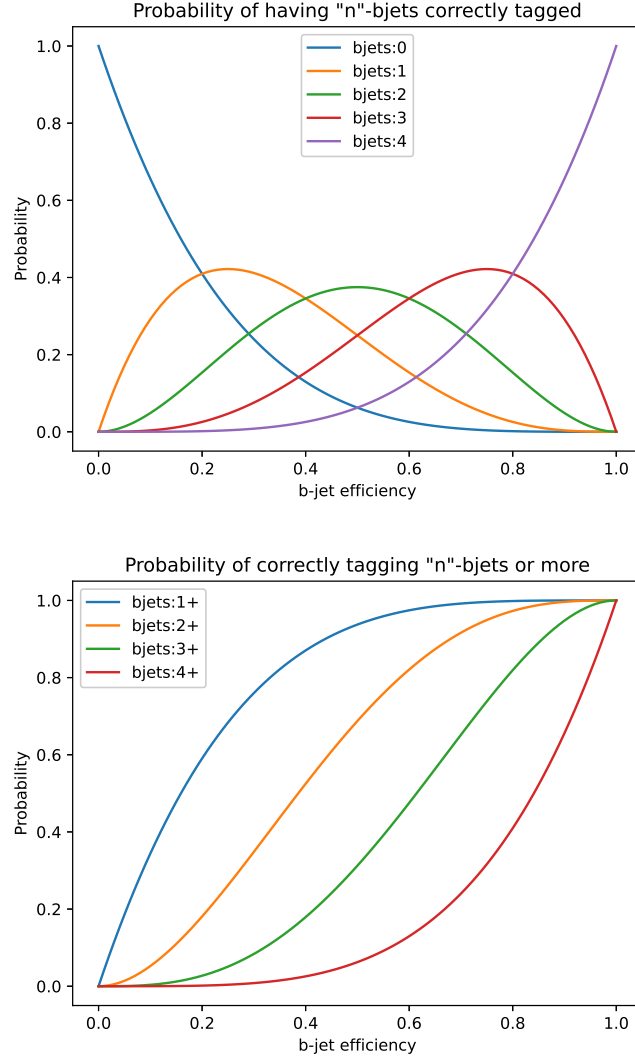 Probability of having "n"-bjets correctly tagged
1.0
0.8
0.6
0.4
0.2
0.0
Probability
bjets:0
bjets:1
bjets:2
bjets:3
bjets:4
0.0 0.2 0.4 0.6 0.8 1.0
b-jet efficiency
Probability of correctly tagging "n"-bjets or more
1.0
0.8
0.6
0.4
0.2
0.0
Probability
bjets:1+
bjets:2+
bjets:3+
bjets:4+
0.0 0.2 0.4 0.6 0.8 1.0
b-jet efficiency